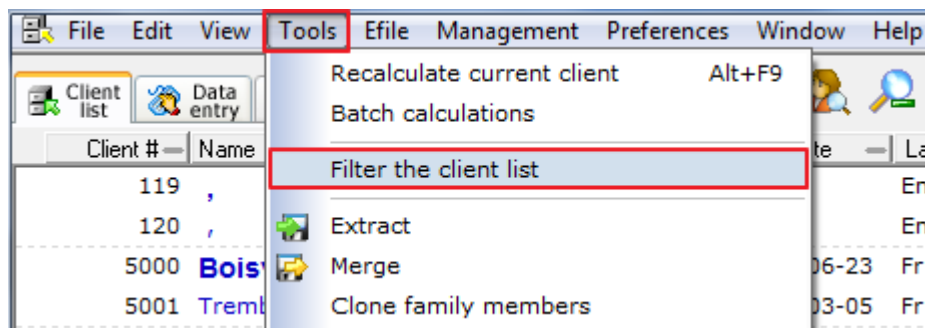 File Edit View Tools Efile Management Preferences Window Help
Recalculate current client Alt+F9
Client list
Data entry
Batch calculations
Client # Name
Filter the client list
119 ,
120 ,
Extract
5000
Merge
06-23 Fr
5001
Clone family members
03-05 Fr